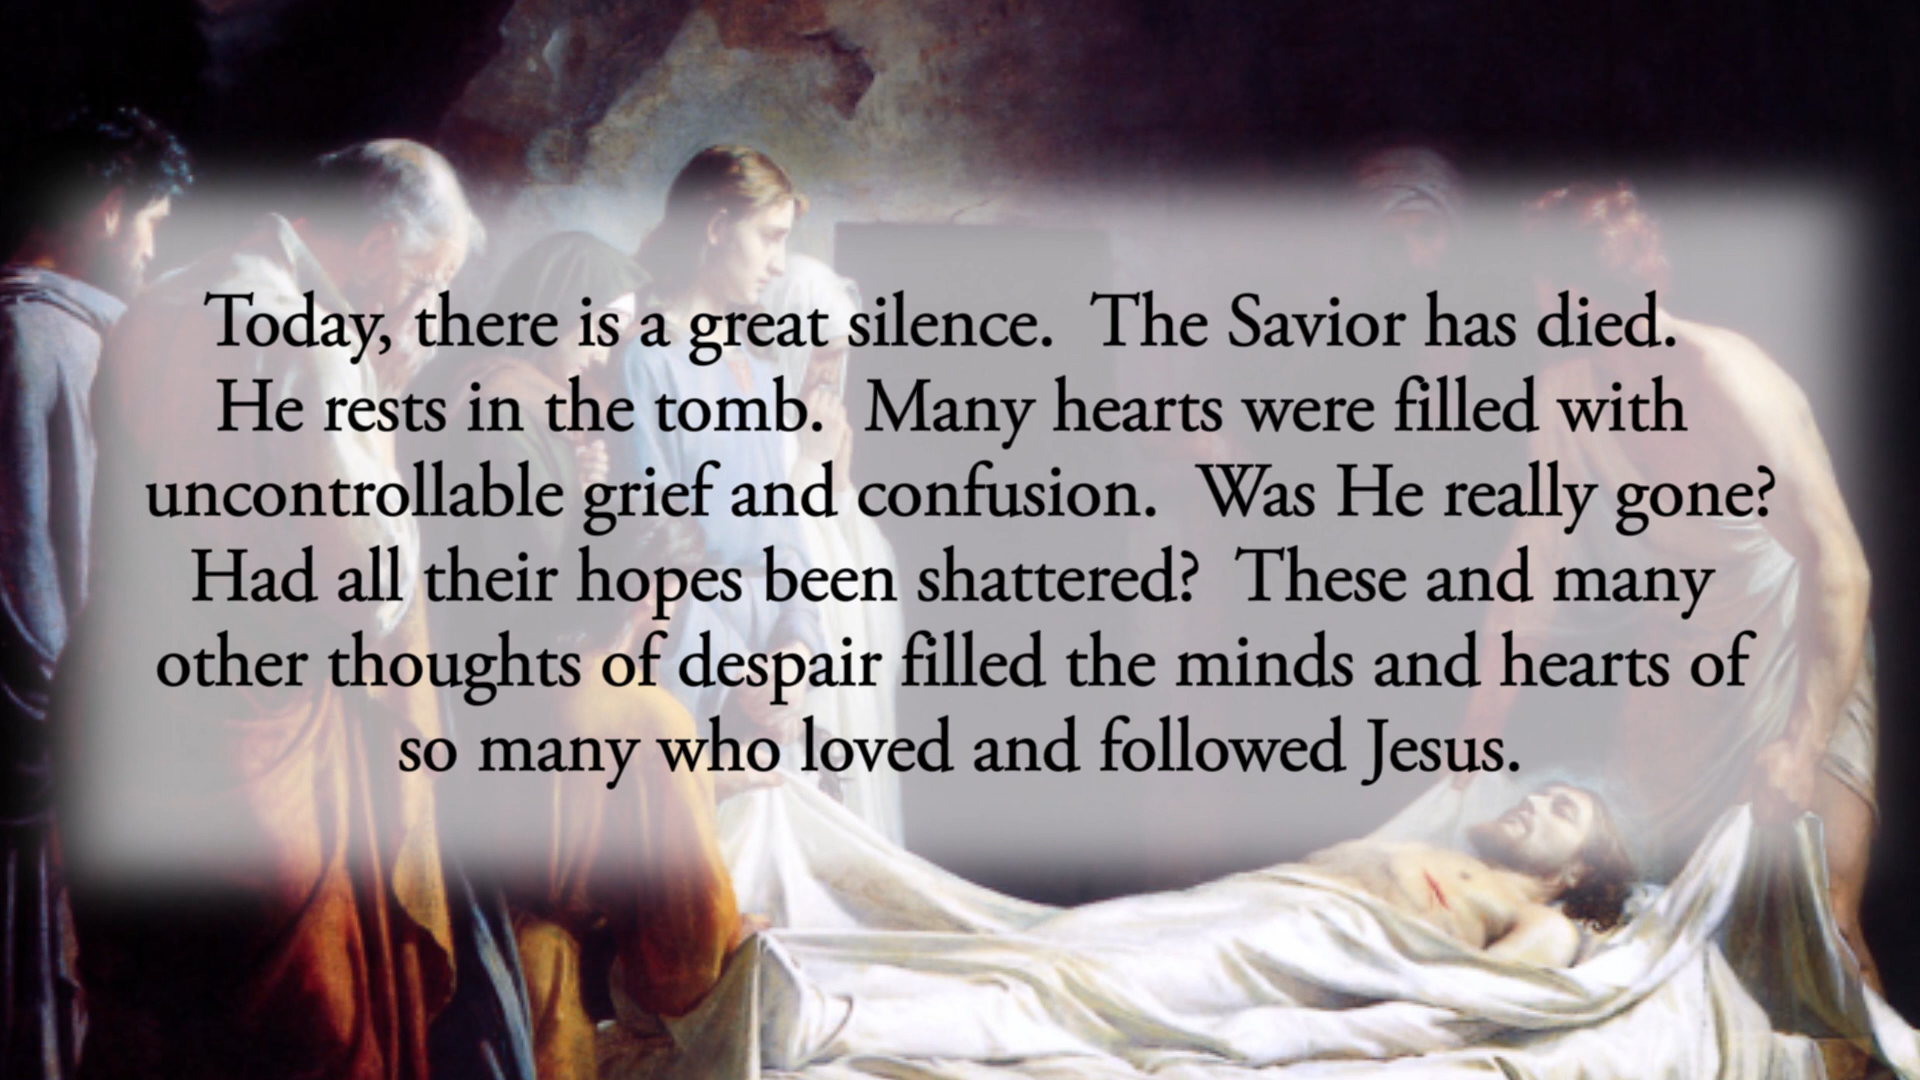 Today, there is a great silence.  The Savior has died.
He rests in the tomb.  Many hearts were filled with
uncontrollable grief and confusion.  Was He really gone?
Had all their hopes been shattered?  These and many
other thoughts of despair filled the minds and hearts of
so many who loved and followed Jesus.